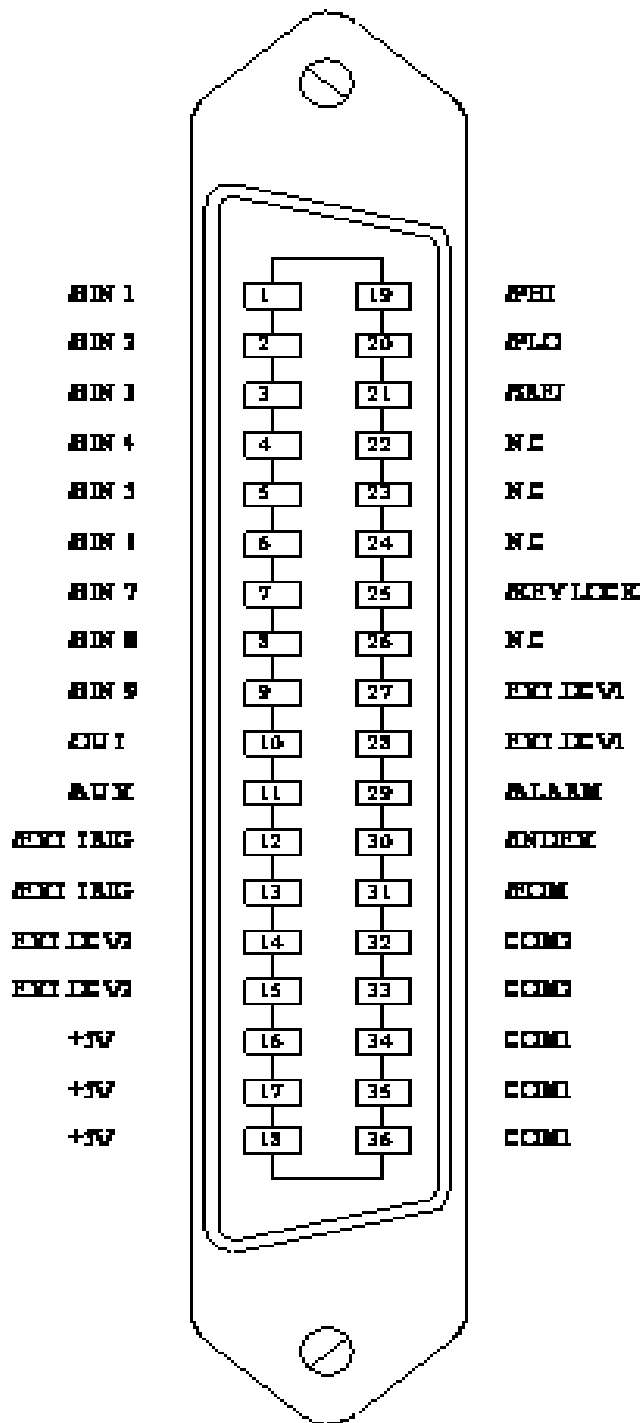 /BIN 1 1 19 /PHI
/BIN 2 2 20 /PLO
/BIN 3 3 21 /SREJ
/BIN 4 4 22 N.C
/BIN 5 5 23 N.C
/BIN 6 6 24 N.C
/BIN 7 7 25 /KEY LOCK
/BIN 8 8 26 N.C
/BIN 9 9 27 EXT.DCV1
/OUT 10 28 EXT.DCV1
/AUX 11 29 /ALARM
/EXT.TRIG 12 30 /INDEX
/EXT.TRIG 13 31 /EOM
EXT.DCV2 14 32 COM2
EXT.DCV2 15 33 COM2
+5V 16 34 COM1
+5V 17 35 COM1
+5V 18 36 COM1